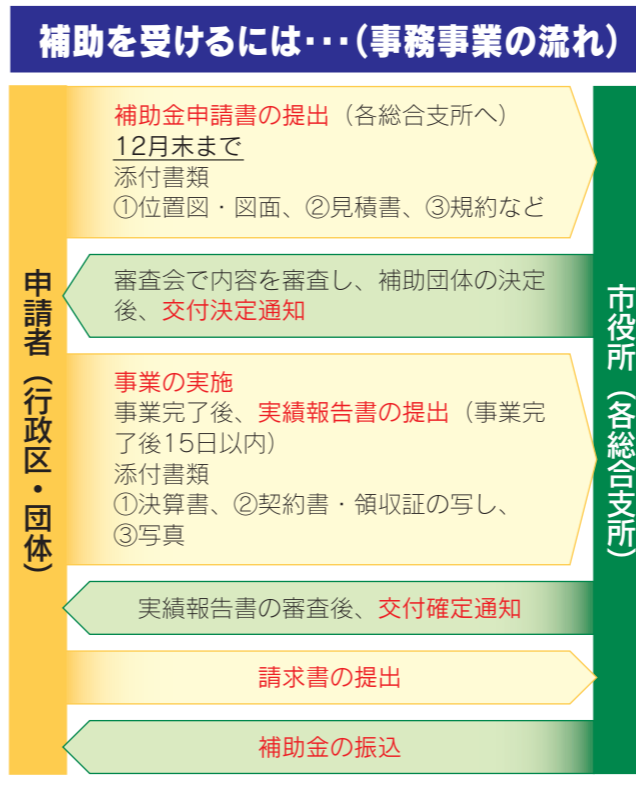 補助を受けるには･･･（事務事業の流れ）
申請者（行政区・団体）
補助金申請書の提出（各総合支所へ）
12月末まで
添付書類
①位置図・図面、②見積書、③規約など
審査会で内容を審査し、補助団体の決定
後、交付決定通知
事業の実施
事業完了後、実績報告書の提出（事業完
了後15日以内）
添付書類
①決算書、②契約書・領収証の写し、
③写真
実績報告書の審査後、交付確定通知
請求書の提出
補助金の振込
市役所（各総合支所）